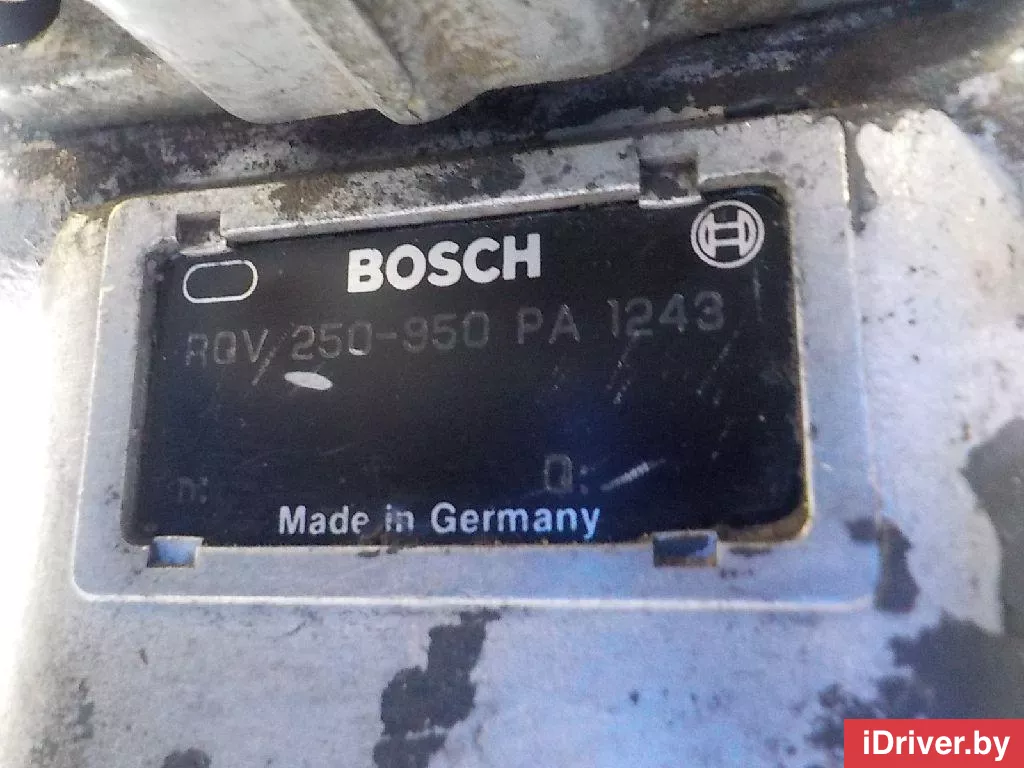 BOSCH
RQV 250-950 PA 1243
n: Q:
Made in Germany
iDriver.by